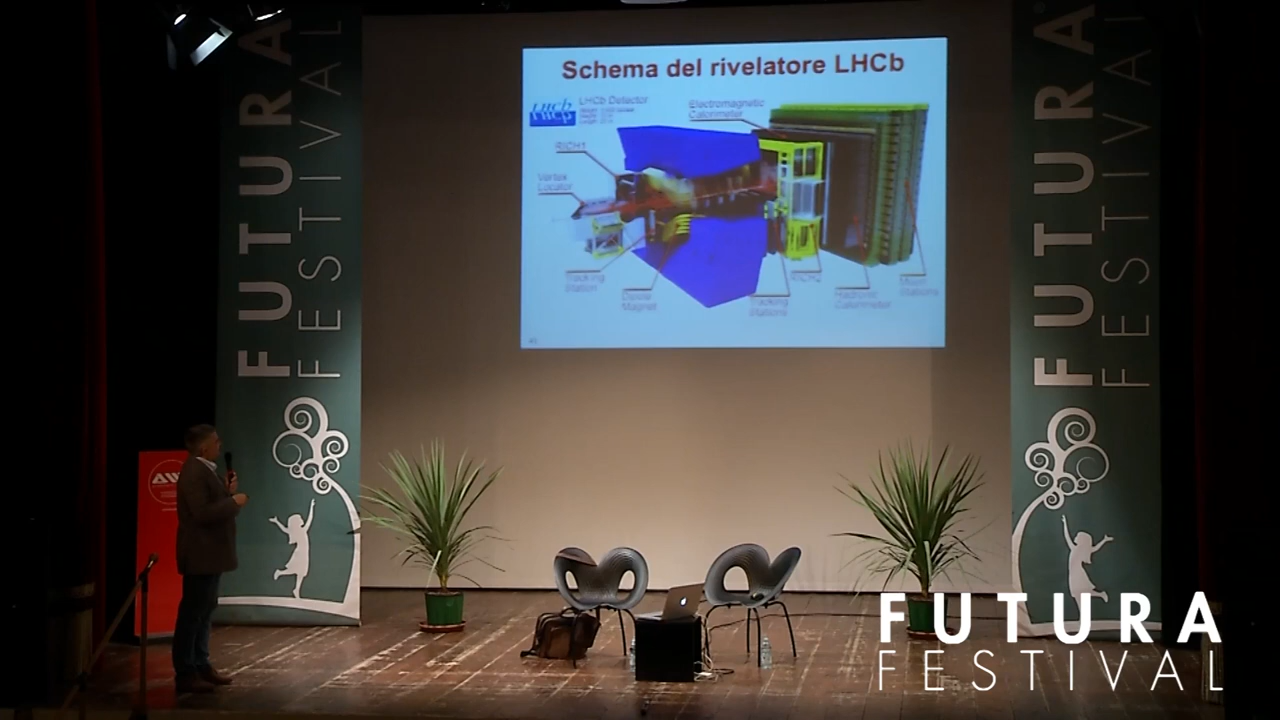 FUTURA
FESTIVAL
Schema del rivelatore LHCb
LHCb
LHCb Detector
Electromagnetic
Calorimeter
RICH1
Vertex
Locator
Tracking
Station
Dipole
Magnet
Tracking
Stations
RICH2
Hadronic
Calorimeter
Muon
Stations
FUTURA
FESTIVAL
FUTURA
FESTIVAL